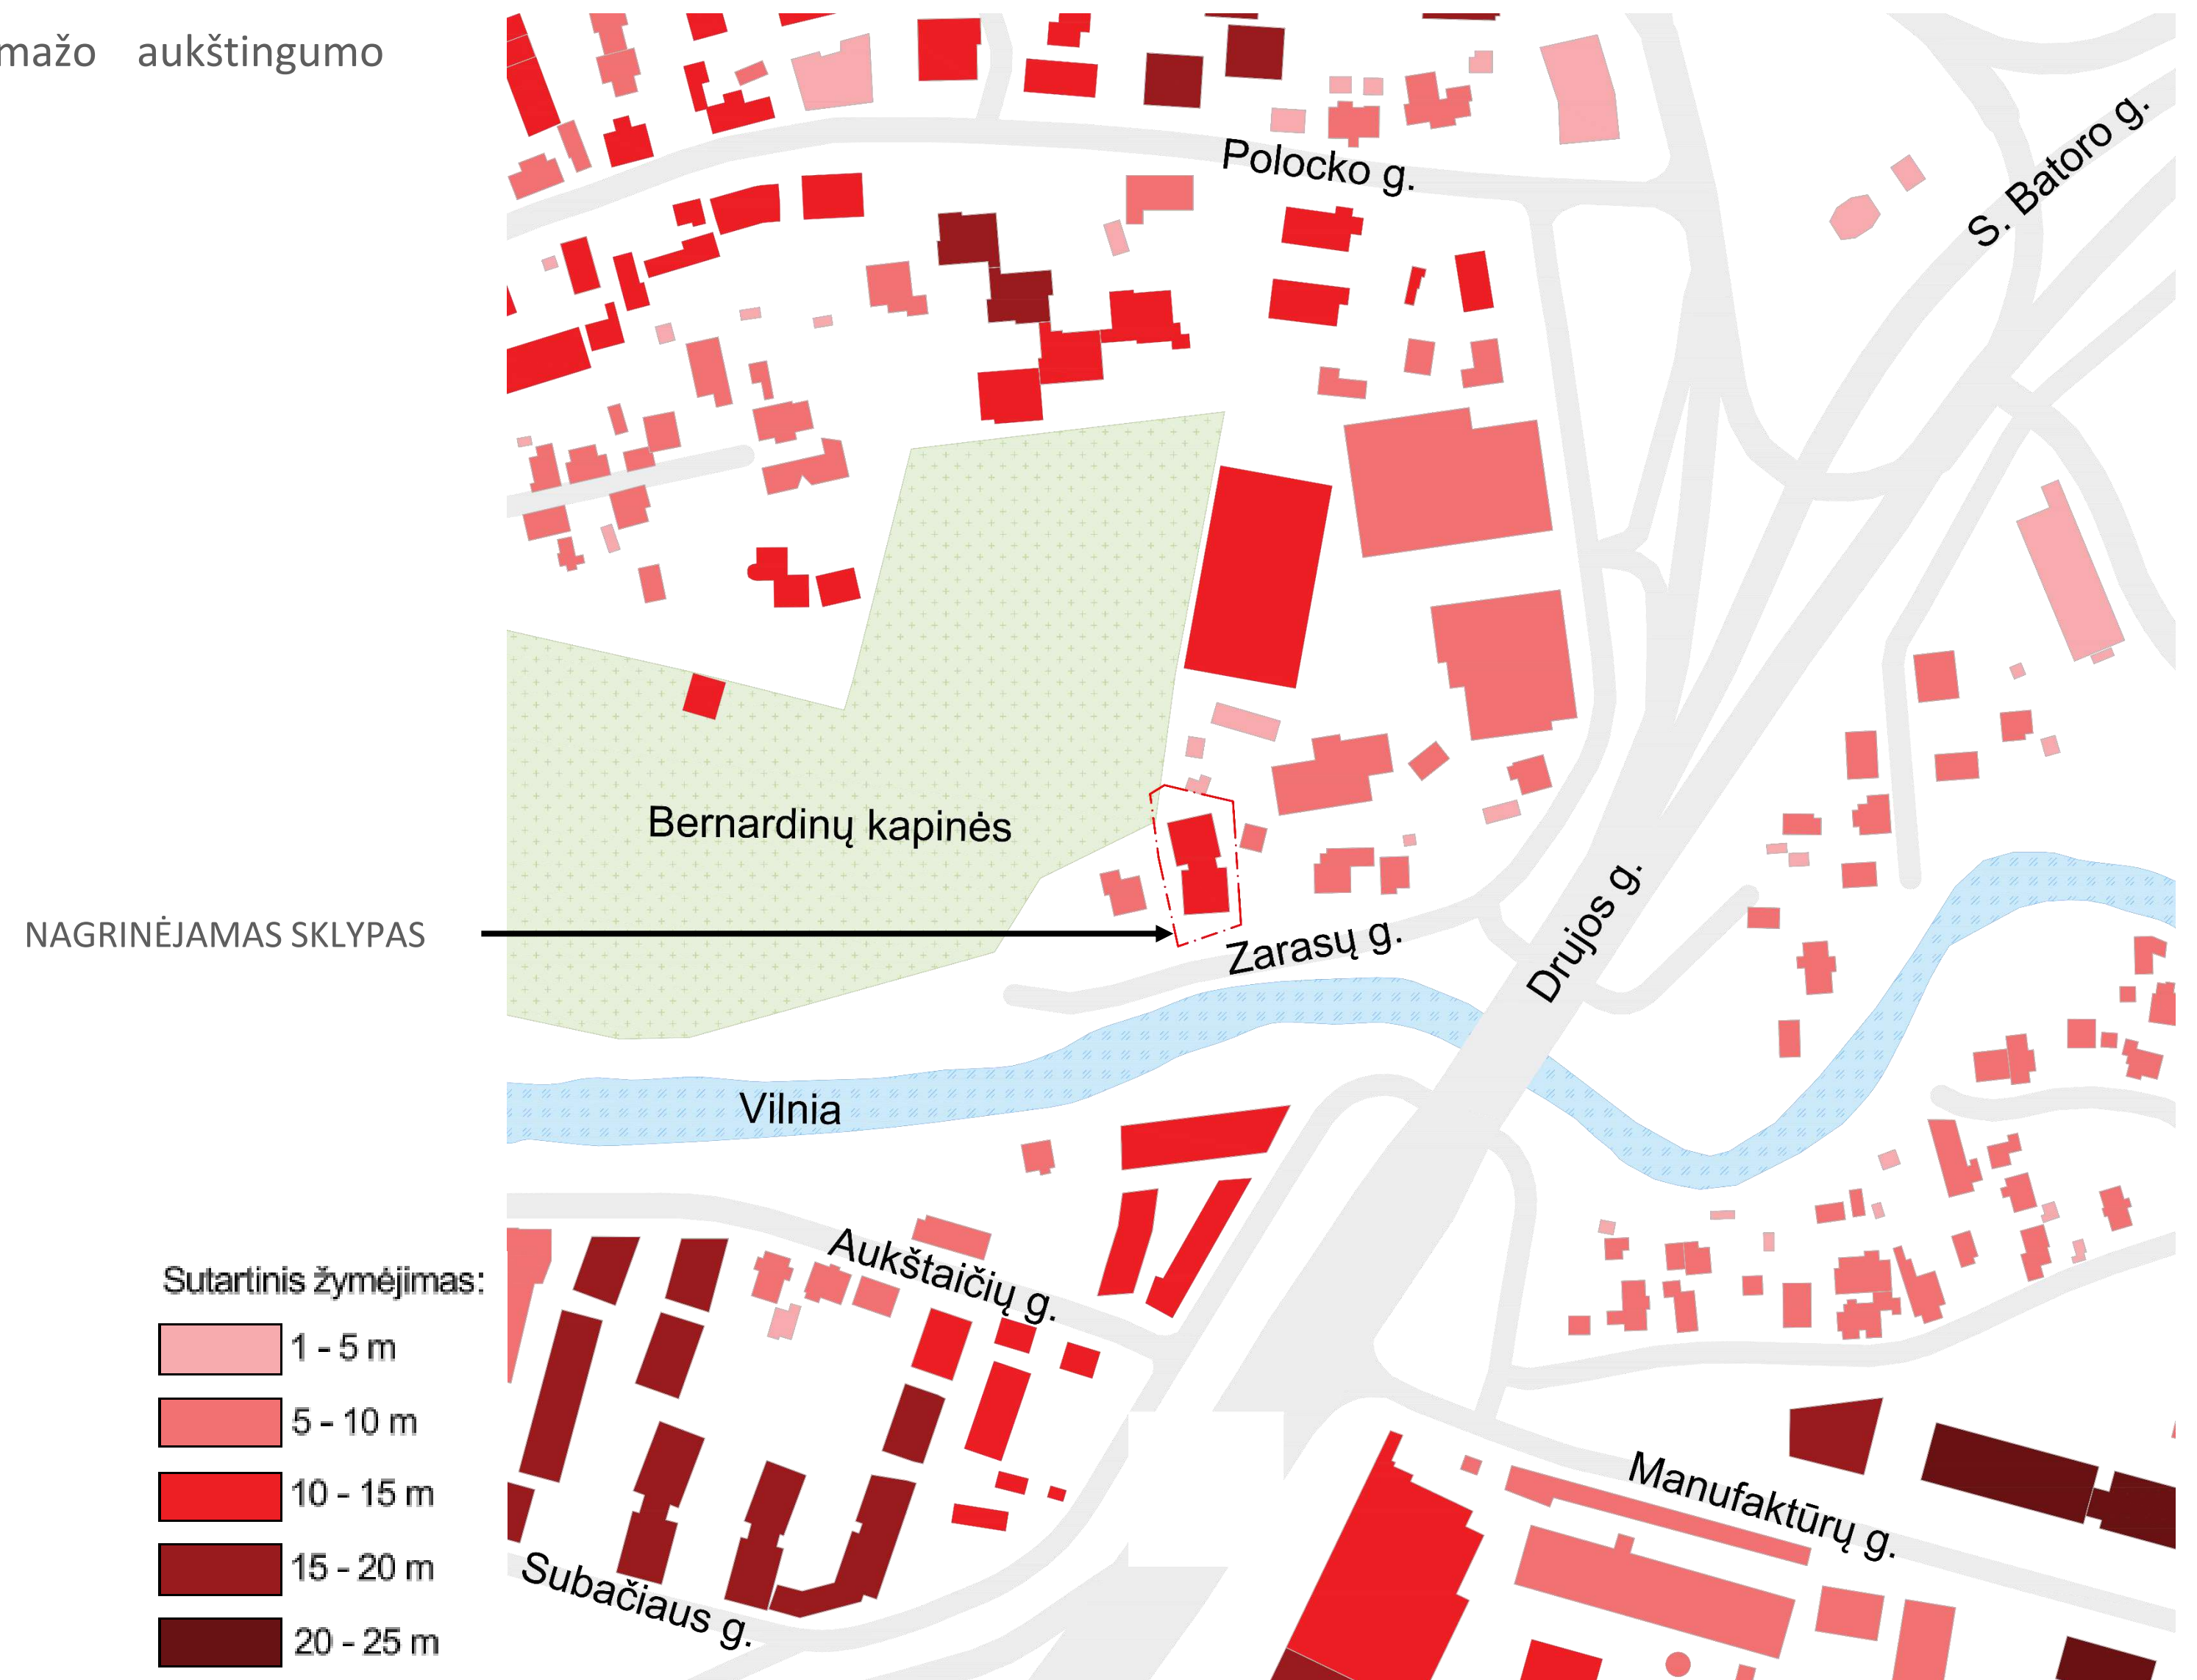 mažo aukštingumo
Polocko g.
S. Batoro g.
Bernardinų kapinės
NAGRINĖJAMAS SKLYPAS
Zarasų g.
Drujos g.
Vilnia
Aukštaičių g.
Manufaktūrų g.
Subačiaus g.
Sutartinis žymėjimas:
1 - 5 m
5 - 10 m
10 - 15 m
15 - 20 m
20 - 25 m